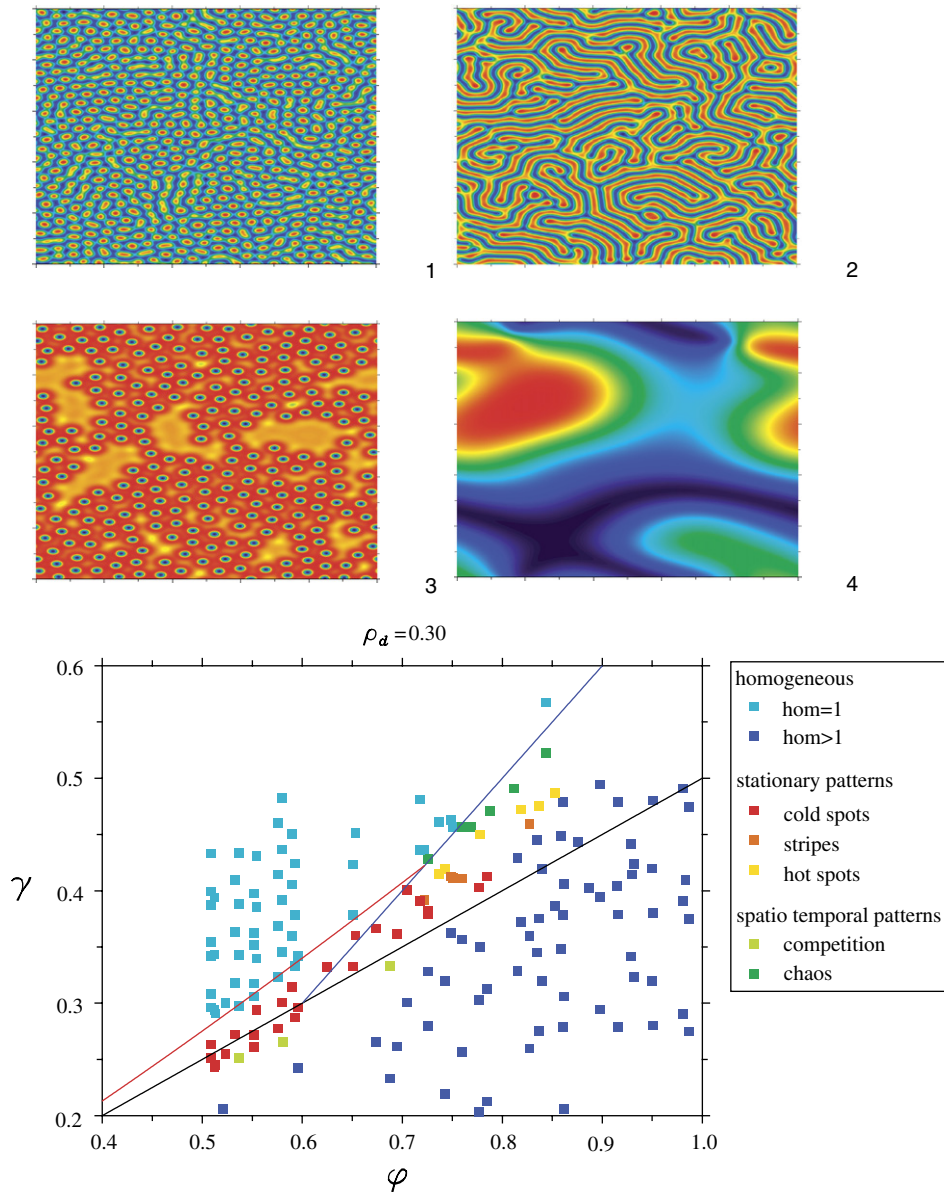 1
2
3
4
ρd = 0.30
0.6
0.5
0.4
0.3
0.2
γ
0.4 0.5 0.6 0.7 0.8 0.9 1.0
φ
homogeneous
hom=1
hom>1
stationary patterns
cold spots
stripes
hot spots
spatio temporal patterns
competition
chaos